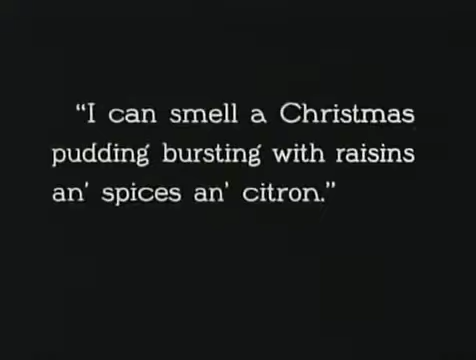 “I can smell a Christmas
pudding bursting with raisins
an’ spices an’ citron.”